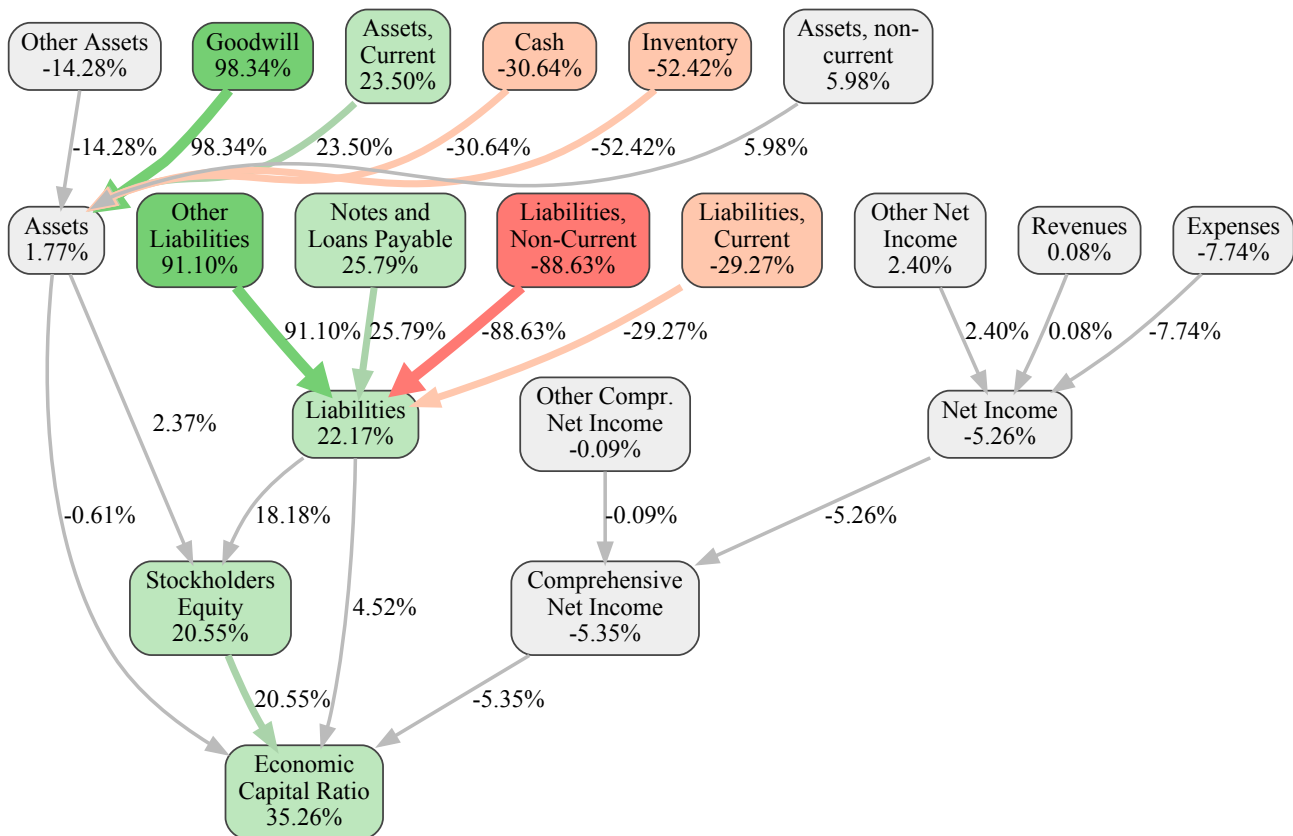 Other Assets
-14.28%
Goodwill
98.34%
Assets,
Current
23.50%
Cash
-30.64%
Inventory
-52.42%
Assets, non-
current
5.98%
-14.28%
98.34%
23.50%
-30.64%
-52.42%
5.98%
Assets
1.77%
Other
Liabilities
91.10%
Notes and
Loans Payable
25.79%
Liabilities,
Non-Current
-88.63%
Liabilities,
Current
-29.27%
Other Net
Income
2.40%
Revenues
0.08%
Expenses
-7.74%
91.10%
25.79%
-88.63%
-29.27%
2.40%
0.08%
-7.74%
2.37%
Liabilities
22.17%
Other Compr.
Net Income
-0.09%
Net Income
-5.26%
-0.61%
18.18%
-0.09%
-5.26%
Stockholders
Equity
20.55%
4.52%
Comprehensive
Net Income
-5.35%
20.55%
-5.35%
Economic
Capital Ratio
35.26%